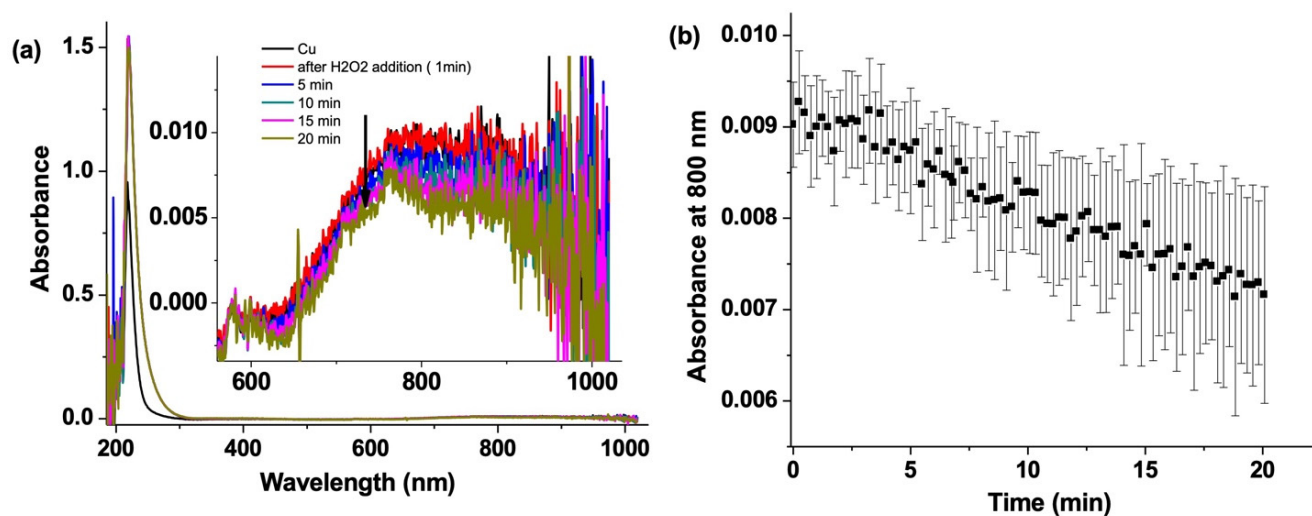 (a)
Absorbance
1.5
1.0
0.5
0.0
200
400
600
800
1000
Wavelength (nm)
Cu
after H2O2 addition ( 1min)
5 min
10 min
15 min
20 min
0.010
0.005
0.000
600
800
1000
(b)
Absorbance at 800 nm
0.010
0.009
0.008
0.007
0.006
0
5
10
15
20
Time (min)